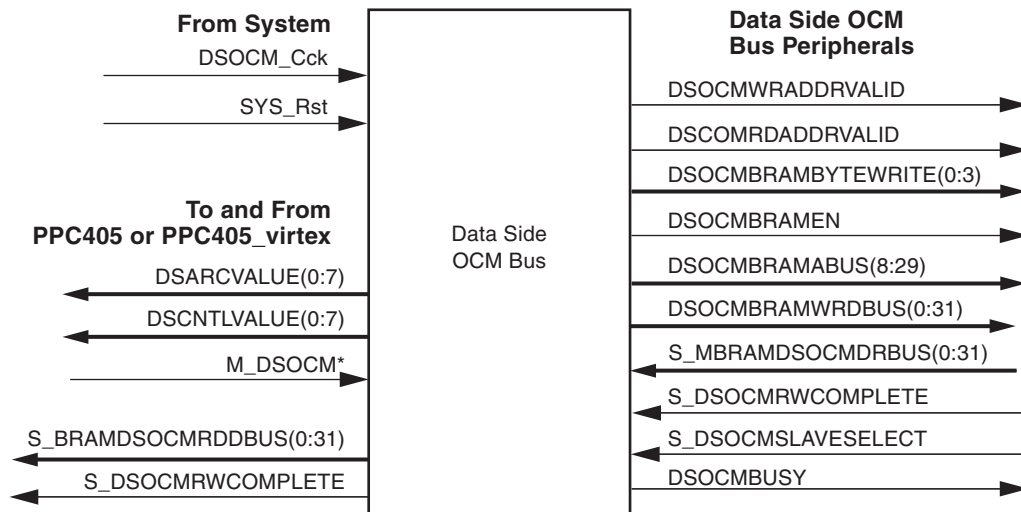 From System
DSOCM_Cck
SYS_Rst
To and From
PPC405 or PPC405_virtex
DSARCVALUE(0:7)
DSCNTLVALUE(0:7)
M_DSOCM*
S_BRAMDSOCMRDDBUS(0:31)
S_DSOCMRWCOMPLETE
Data Side
OCM Bus
Data Side OCM
Bus Peripherals
DSOCMWRADDRVALID
DSCOMRDADDRVALID
DSOCMBRAMBYTEWRITE(0:3)
DSOCMBRAMEN
DSOCMBRAMABUS(8:29)
DSOCMBRAMWRDBUS(0:31)
S_MBRAMDSOCMDRBUS(0:31)
S_DSOCMRWCOMPLETE
S_DSOCMSLAVESELECT
DSOCMBUSY